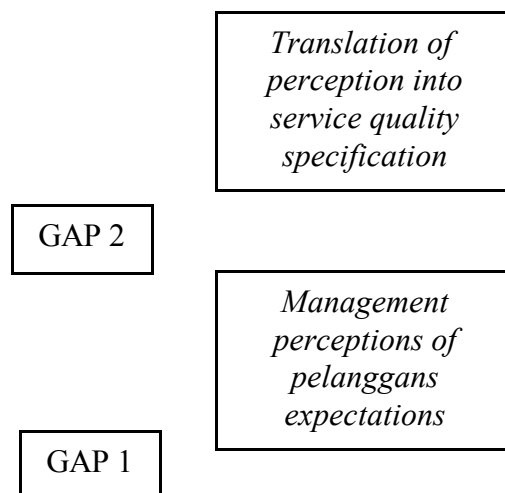 Translation of
perception into
service quality
specification
GAP 2
Management
perceptions of
pelanggans
expectations
GAP 1